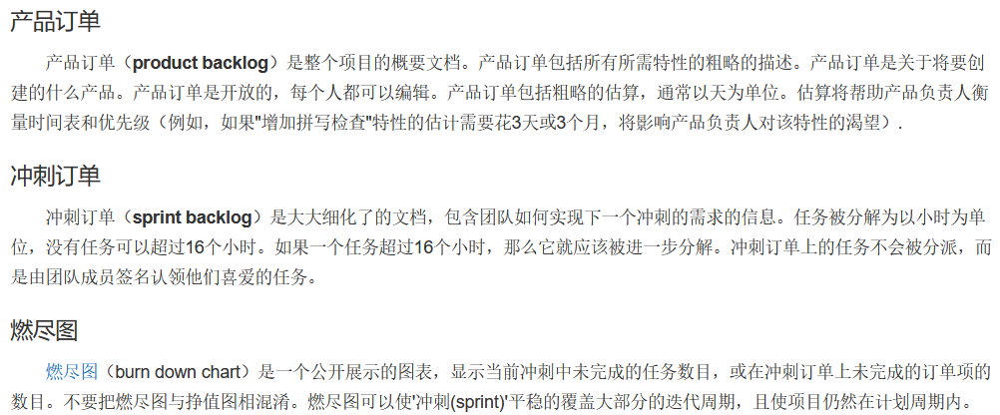 产品订单
产品订单（product backlog）是整个项目的概要文档。产品订单包括所有所需特性的粗略的描述。产品订单是关于将要创
建的什么产品。产品订单是开放的，每个人都可以编辑。产品订单包括粗略的估算，通常以天为单位。估算将帮助产品负责人衡
量时间表和优先级（例如，如果"增加拼写检查"特性的估计需要花3天或3个月，将影响产品负责人对该特性的渴望）.
冲刺订单
冲刺订单（sprint backlog）是大大细化了的文档，包含团队如何实现下一个冲刺的需求的信息。任务被分解为以小时为单
位，没有任务可以超过16个小时。如果一个任务超过16个小时，那么它就应该被进一步分解。冲刺订单上的任务不会被分派，而
是由团队成员签名认领他们喜爱的任务。
燃尽图
燃尽图（burn down chart）是一个公开展示的图表，显示当前冲刺中未完成的任务数目，或在冲刺订单上未完成的订单项的
数目。不要把燃尽图与挣值图相混淆。燃尽图可以使'冲刺(sprint)'平稳的覆盖大部分的迭代周期，且使项目仍然在计划周期内。